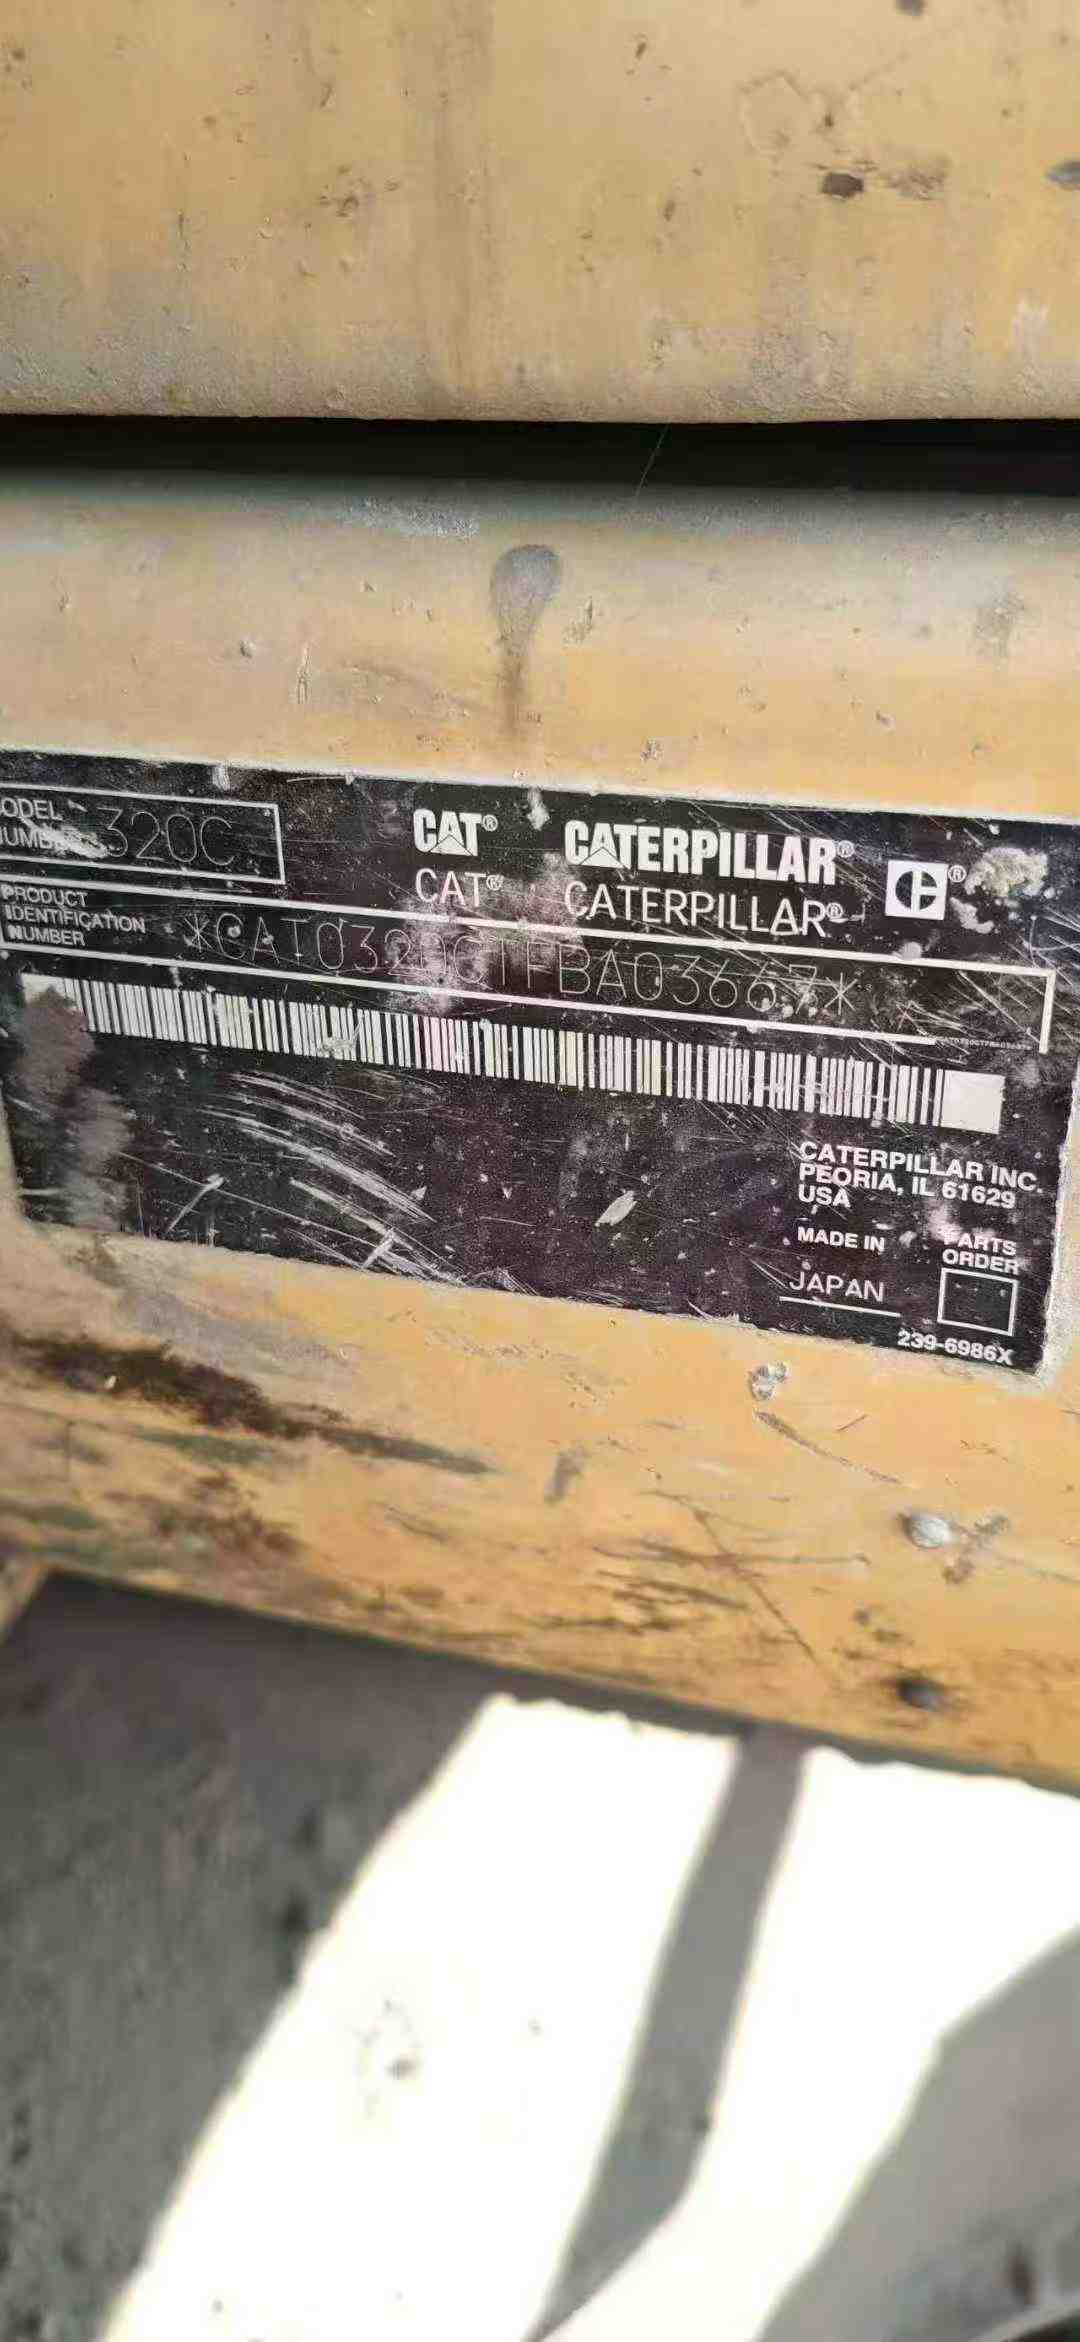 ODEL
NUMBER 320C
CAT® CATERPILLAR®
CAT® CATERPILLAR®
PRODUCT
IDENTIFICATION
NUMBER
*CAT0320CTFBA03667*
CATERPILLAR INC.
PEORIA, IL 61629
USA
MADE IN
JAPAN
PARTS
ORDER
239-6986X